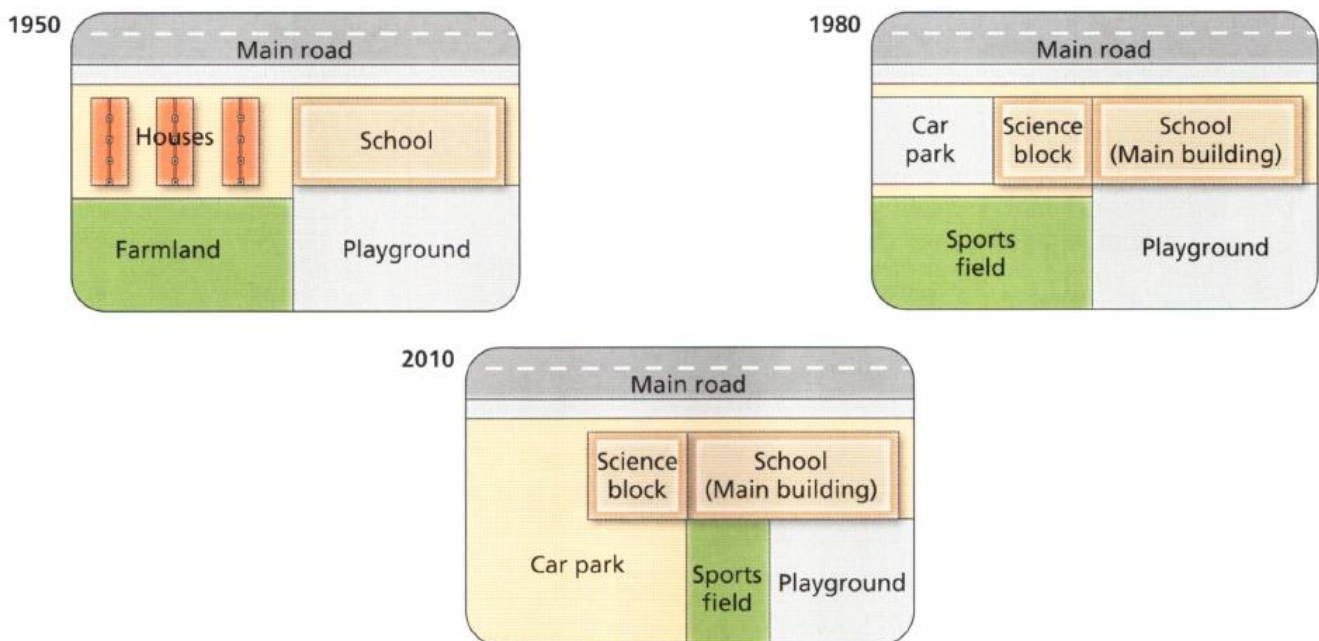 1950
Main road
Houses
School
Farmland
Playground
1980
Main road
Car
park
Science
block
School
(Main building)
Sports
field
Playground
2010
Main road
Science
block
School
(Main building)
Car park
Sports
field
Playground